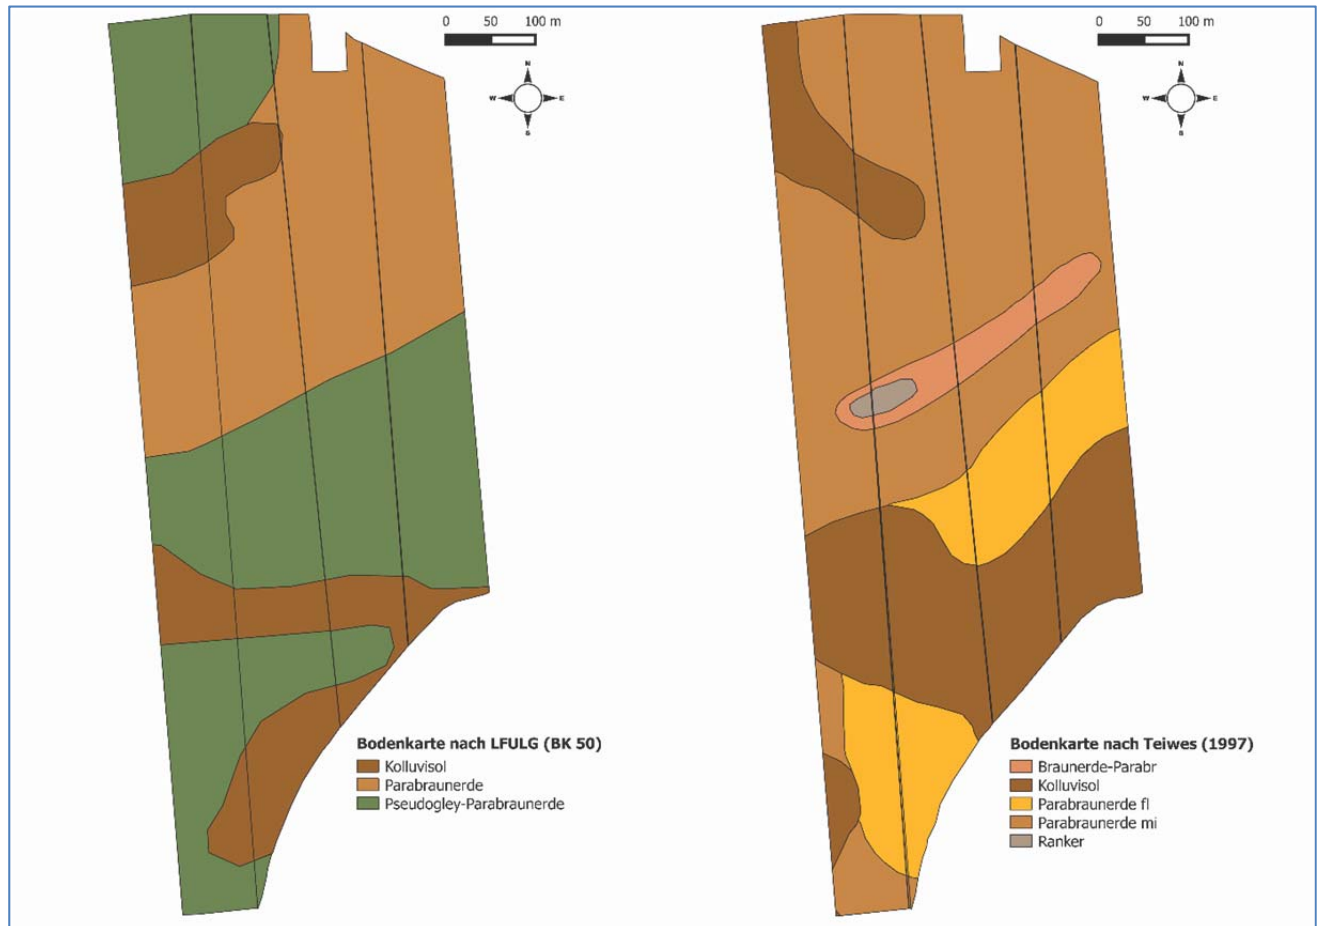 0 50 100 m
N
W E
S
Bodenkarte nach LFULG (BK 50)
Kolluvisol
Parabraunerde
Pseudogley-Parabraunerde
0 50 100 m
N
W E
S
Bodenkarte nach Teiwes (1997)
Braunerde-Parabr
Kolluvisol
Parabraunerde fl
Parabraunerde mi
Ranker